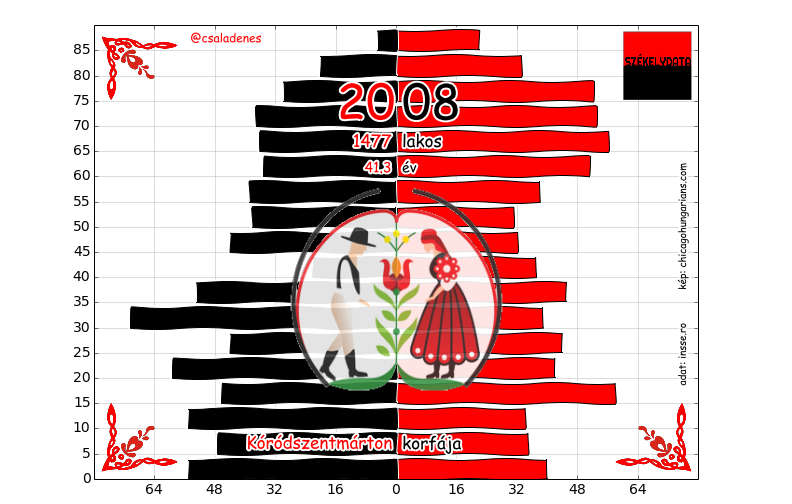 @csaladenes
SZÉKELYDATA
2008
1477 lakos
41,3 év
kép: chicagohungarians.com
adat: insse.ro
Kóródszentmárton korfája
85
80
75
70
65
60
55
50
45
40
35
30
25
20
15
10
5
0
64 48 32 16 0 16 32 48 64